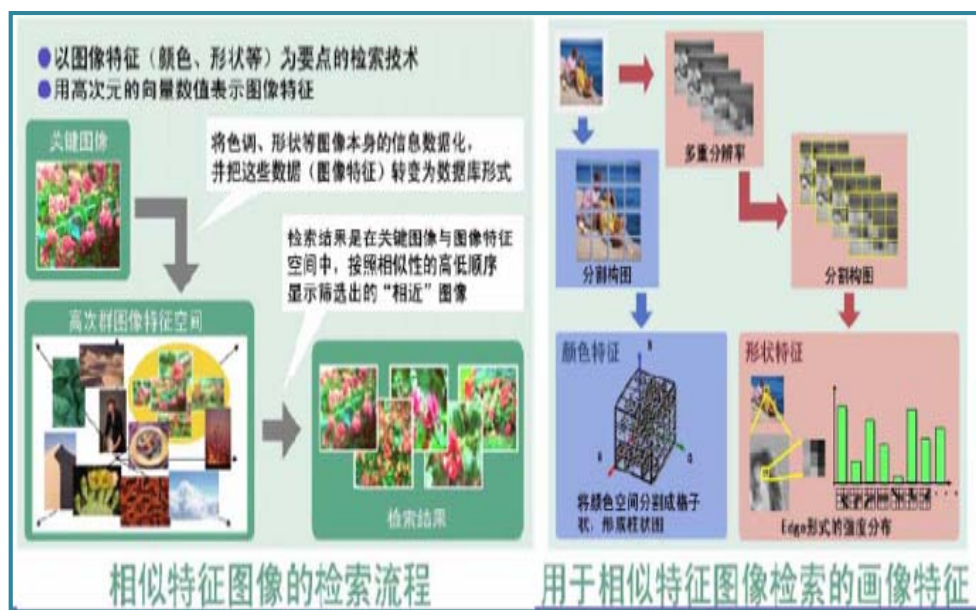 ●以图像特征（颜色、形状等）为要点的检索技术
●用高次元的向量数值表示图像特征
关键图像
将色调、形状等图像本身的信息数据化，
并把这些数据（图像特征）转变为数据库形式
检索结果是在关键图像与图像特征
空间中，按照相似性的高低顺序
显示筛选出的“相近”图像
高次群图像特征空间
检索结果
相似特征图像的检索流程
多重分辨率
分割构图
分割构图
颜色特征
B
R
G
将颜色空间分割成格子
状，形成柱状图
形状特征
Edge形式的强度分布
用于相似特征图像检索的画像特征